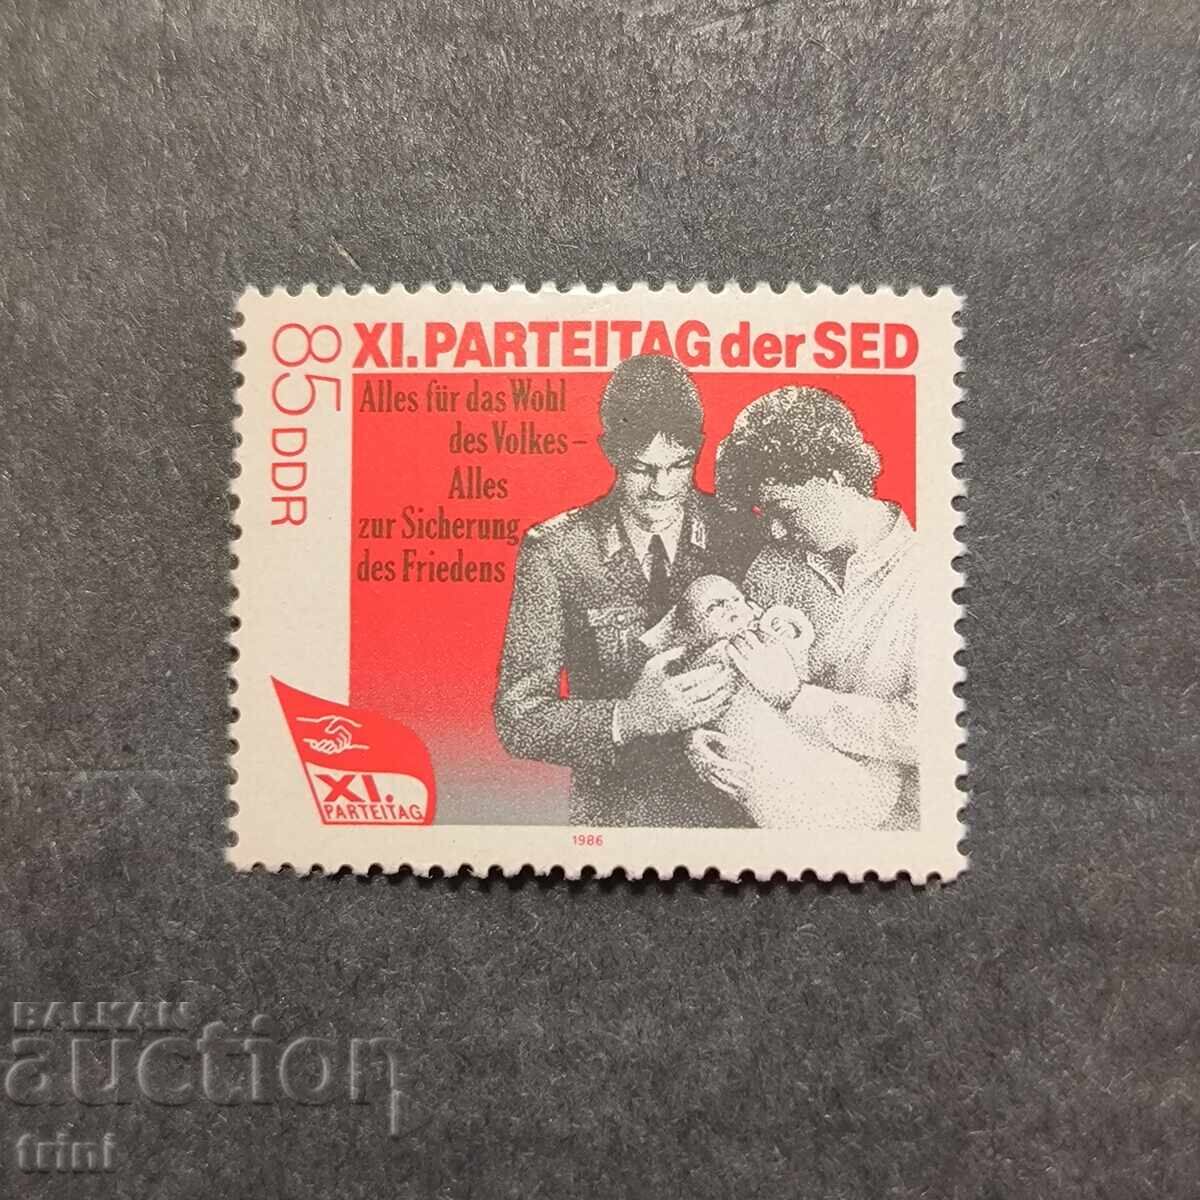 85 DDR
XI. PARTEITAG der SED
Alles für das Wohl
des Volkes –
Alles
zur Sicherung
des Friedens
XI.
PARTEITAG
1986
BALKAN
auction
trini